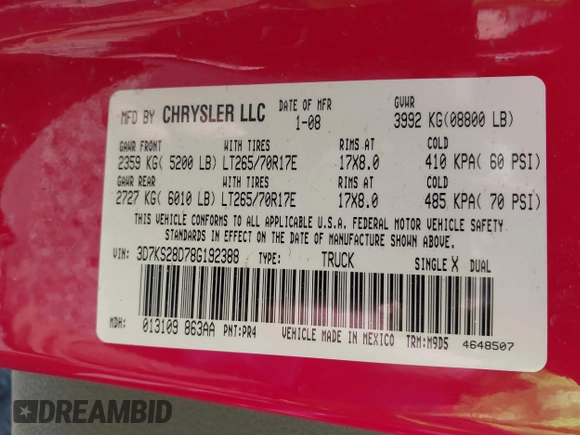 MFD BY CHRYSLER LLC DATE OF MFR 1-08 GVWR 3992 KG(08800 LB)
GAWR FRONT WITH TIRES RIMS AT COLD
2359 KG( 5200 LB) LT265/70R17E 17X8.0 410 KPA( 60 PSI)
GAWR REAR WITH TIRES RIMS AT COLD
2727 KG( 6010 LB) LT265/70R17E 17X8.0 485 KPA( 70 PSI)
THIS VEHICLE CONFORMS TO ALL APPLICABLE U.S.A. FEDERAL MOTOR VEHICLE SAFETY
STANDARDS IN EFFECT ON THE DATE OF MANUFACTURE SHOWN ABOVE.
VIN: 3D7KS28D78G192388 TYPE: TRUCK SINGLE X DUAL
MDH: 013109 863AA PNT:PR4 VEHICLE MADE IN MEXICO TRM:M9D5 4648507
DREAMBID